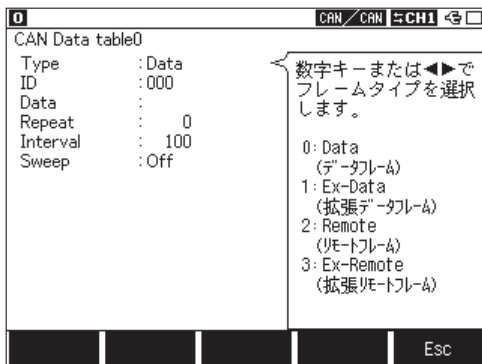 0 CAN/CAN ≒CH1
CAN Data table0
Type :Data
ID :000
Data :
Repeat : 0
Interval : 100
Sweep :Off
数字キーまたは◀▶で
フレームタイプを選択
します。
0:Data
(データフレーム)
1:Ex-Data
(拡張データフレーム)
2:Remote
(リモートフレーム)
3:Ex-Remote
(拡張リモートフレーム)
Esc